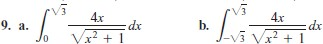 9. a. ∫₀^√3 4x/√(x² + 1) dx b. ∫_{-√3}^{√3} 4x/√(x² + 1) dx